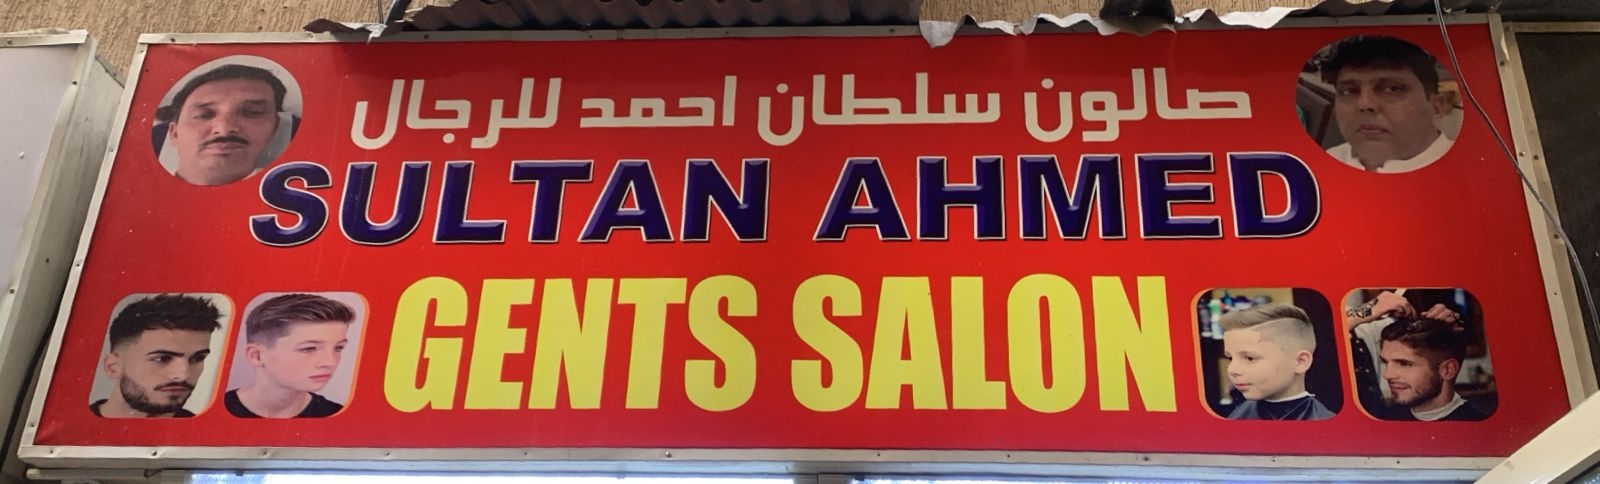 صالون سلطان احمد للرجال
SULTAN AHMED
GENTS SALON